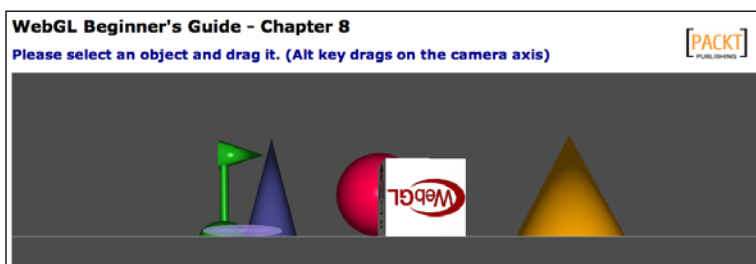 WebGL Beginner's Guide - Chapter 8
Please select an object and drag it. (Alt key drags on the camera axis)
[PACKT]
PUBLISHING
WebGL